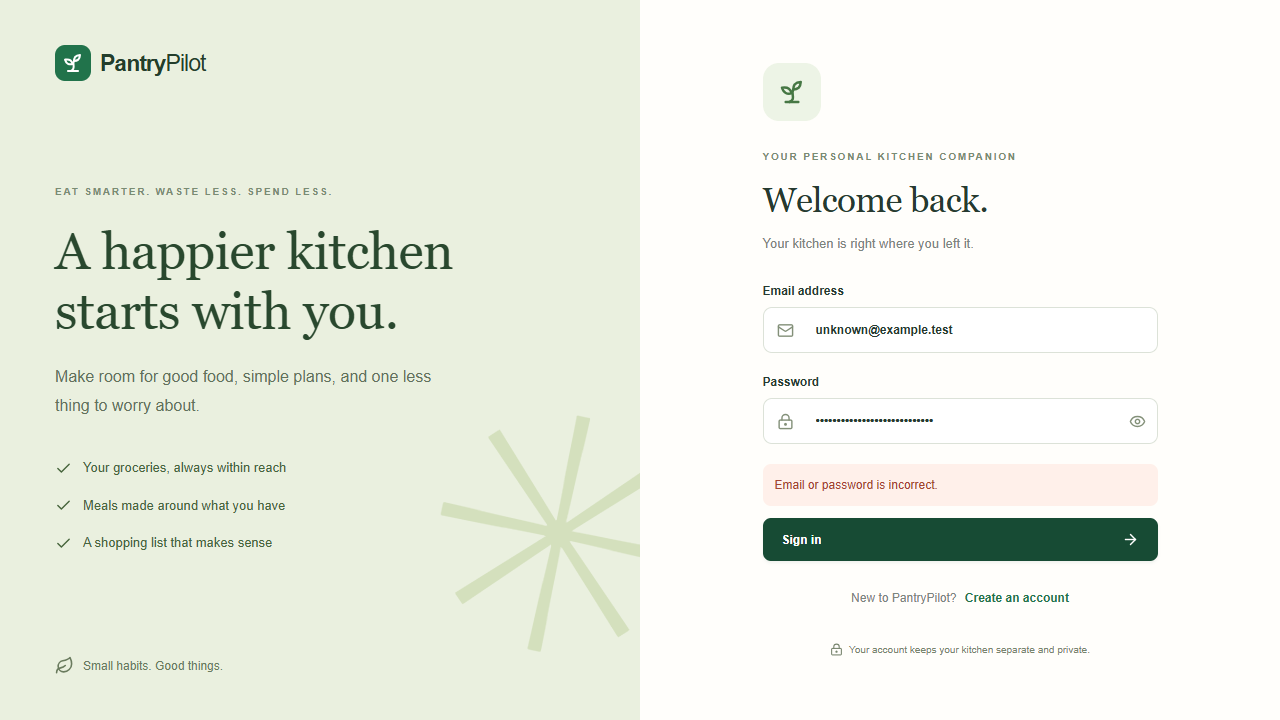 PantryPilot
EAT SMARTER. WASTE LESS. SPEND LESS.
A happier kitchen
starts with you.
Make room for good food, simple plans, and one less
thing to worry about.
Your groceries, always within reach
Meals made around what you have
A shopping list that makes sense
Small habits. Good things.
YOUR PERSONAL KITCHEN COMPANION
Welcome back.
Your kitchen is right where you left it.
Email address
unknown@example.test
Password
••••••••••••••••••••••••••••
Email or password is incorrect.
Sign in
New to PantryPilot? Create an account
Your account keeps your kitchen separate and private.